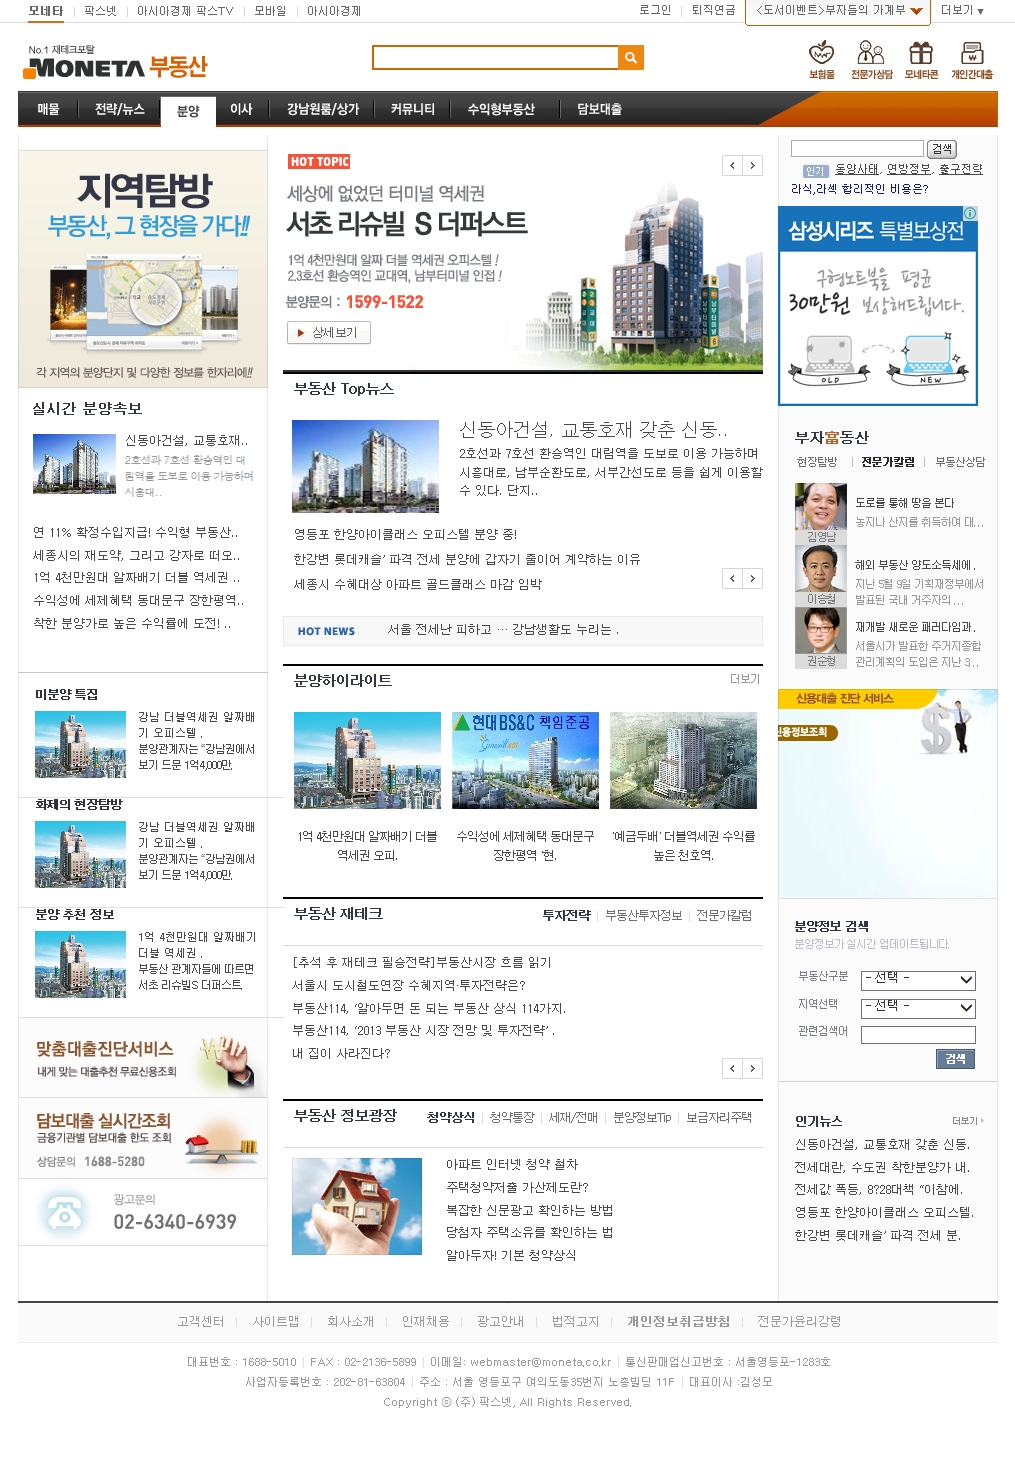 모네타 팍스넷 아시아경제 팍스TV 모바일 아시아경제
로그인 퇴직연금 <도서이벤트>부자들의 가계부 더보기
No.1 재테크포탈
MONETA 부동산
보험몰 전문가상담 모네타론 개인간대출
매물 전략/뉴스 분양 이사 강남원룸/상가 커뮤니티 수익형부동산 담보대출
지역탐방
부동산, 그 현장을 가다!!
각 지역의 분양단지 및 다양한 정보를 한자리에!!
실시간 분양속보
신동아건설, 교통호재..
2호선과 7호선 환승역인 대
림역을 도보로 이용 가능하며
시흥대..
연 11% 확정수입지급! 수익형 부동산..
세종시의 재도약, 그리고 강자로 떠오..
1억 4천만원대 알짜배기 더블 역세권 ..
수익성에 세제혜택 동대문구 장한평역..
착한 분양가로 높은 수익률에 도전! ..
미분양 특집
강남 더블역세권 알짜배
기 오피스텔 .
분양관계자는 “강남권에서
보기 드문 1억4,000만.
화제의 현장탐방
강남 더블역세권 알짜배
기 오피스텔 .
분양관계자는 “강남권에서
보기 드문 1억4,000만.
분양 추천 정보
1억 4천만원대 알짜배기
더블 역세권 .
부동산 관계자들에 따르면
서초 리슈빌S 더퍼스트.
맞춤대출진단서비스
내게 맞는 대출추천 무료신용조회
담보대출 실시간조회
금융기관별 담보대출 한도 조회
상담문의 1688-5280
광고문의
02-6340-6939
HOT TOPIC
세상에 없었던 터미널 역세권
서초 리슈빌 S 더퍼스트
1억 4천만원대 알짜 더블 역세권 오피스텔 !
2,3호선 환승역인 교대역, 남부터미널 인접 !
분양문의 : 1599-1522
상세보기
부동산 Top뉴스
신동아건설, 교통호재 갖춘 신동..
2호선과 7호선 환승역인 대림역을 도보로 이용 가능하며
시흥대로, 남부순환도로, 서부간선도로 등을 쉽게 이용할
수 있다. 단지..
영등포 한양아이클래스 오피스텔 분양 중!
한강변 롯데캐슬’ 파격 전세 분양에 갑자기 줄이어 계약하는 이유
세종시 수혜대상 아파트 골드클래스 마감 임박
HOT NEWS 서울 전세난 피하고 … 강남생활도 누리는 .
분양하이라이트 더보기
현대BS&C 책임준공
1억 4천만원대 알짜배기 더블
역세권 오피.
수익성에 세제혜택 동대문구
장한평역 ‘현.
‘예금두배’ 더블역세권 수익률
높은 천호역.
부동산 재테크 투자전략 부동산투자정보 전문가칼럼
[추석 후 재테크 필승전략]부동산시장 흐름 읽기
서울시 도시철도연장 수혜지역·투자전략은?
부동산114, ‘알아두면 돈 되는 부동산 상식 114가지.
부동산114, ‘2013 부동산 시장 전망 및 투자전략’ .
내 집이 사라진다?
부동산 정보광장 청약상식 청약통장 세재/전매 분양정보Tip 보금자리주택
아파트 인터넷 청약 절차
주택청약저출 가산제도란?
복잡한 신문광고 확인하는 방법
당첨자 주택소유를 확인하는 법
알아두자! 기본 청약상식
검색
인기 동양사태, 연방정부, 출구전략
라식,라섹 합리적인 비용은?
삼성시리즈 특별보상전
구형노트북을 평균
30만원 보상해드립니다.
OLD NEW
부자富동산
현장탐방 전문가칼럼 부동산상담
김영남
도로를 통해 땅을 본다
농지나 산지를 취득하여 대...
이승철
해외 부동산 양도소득세에.
지난 5월 9일 기획재정부에서
발표된 국내 거주자의 ...
권순형
재개발 새로운 패러다임과.
서울시가 발표한 주거지종합
관리계획의 도입은 지난 3...
신용대출 진단 서비스
신용정보조회
분양정보 검색
분양정보가 실시간 업데이트됩니다.
부동산구분 - 선택 -
지역선택 - 선택 -
관련검색어
검색
인기뉴스 더보기
신동아건설, 교통호재 갖춘 신동.
전세대란, 수도권 착한분양가 내.
전세값 폭등, 8?28대책 “이참에.
영등포 한양아이클래스 오피스텔.
한강변 롯데캐슬’ 파격 전세 분.
고객센터 사이트맵 회사소개 인재채용 광고안내 법적고지 개인정보취급방침 전문가윤리강령
대표번호 : 1688-5010 | FAX : 02-2136-5899 | 이메일: webmaster@moneta.co.kr | 통신판매업신고번호 : 서울영등포-1283호
사업자등록번호 : 202-81-63804 | 주소 : 서울 영등포구 여의도동35번지 노총빌딩 11F | 대표이사 :김성모
Copyright ⓒ (주) 팍스넷, All Rights Reserved.